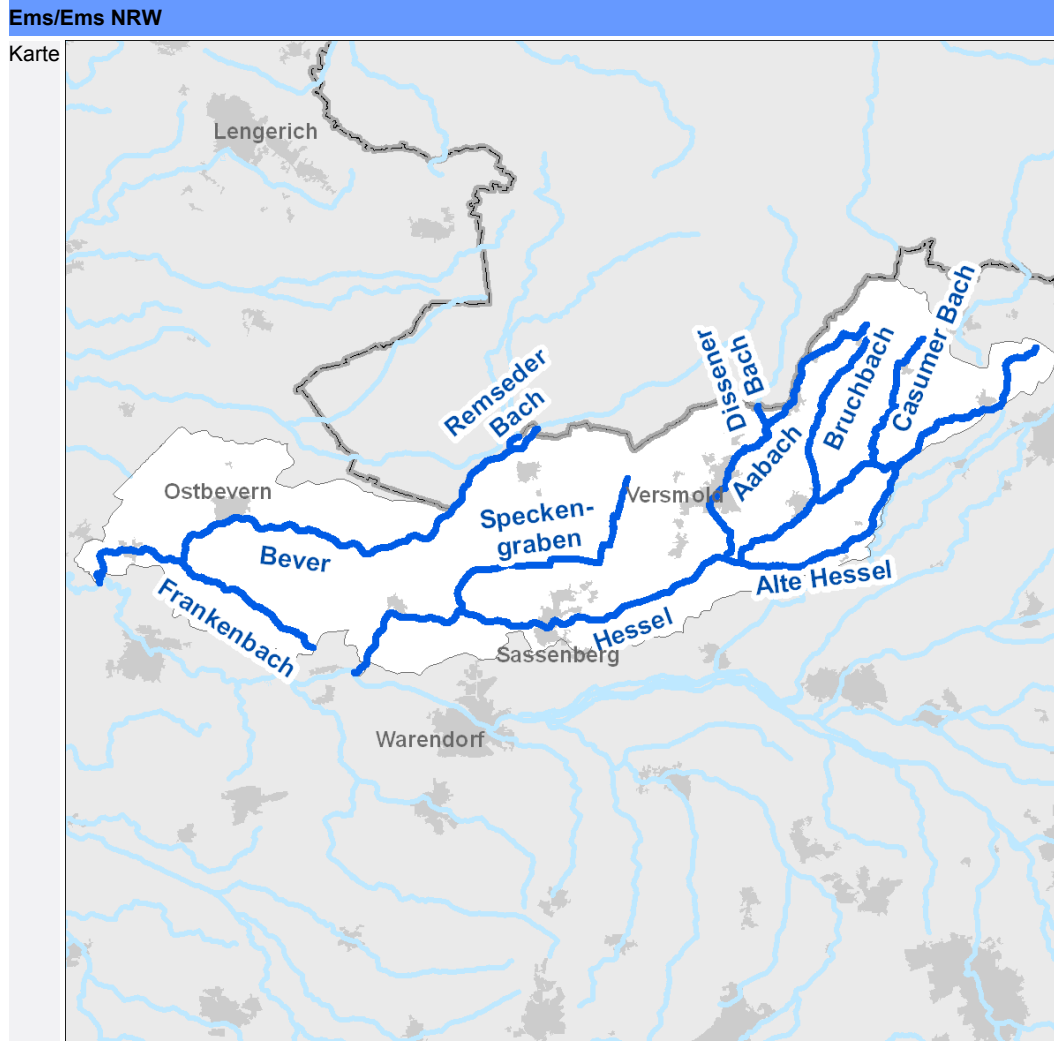 Ems/Ems NRW
Karte
Lengerich
Remseder
Bach
Dissener
Bach
Casumer Bach
Bruchbach
Aabach
Ostbevern
Versmold
Specken-
graben
Bever
Alte Hessel
Frankenbach
Hessel
Sassenberg
Warendorf